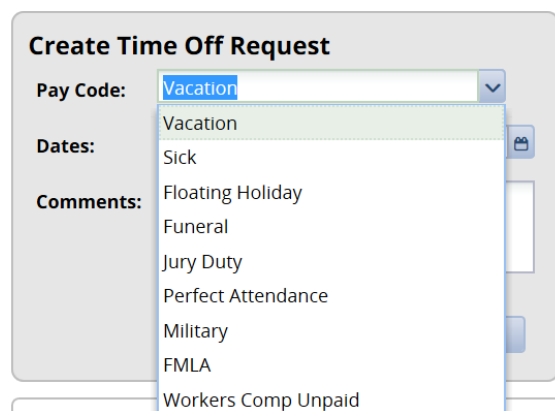 Create Time Off Request
Pay Code: Vacation
Vacation
Dates:
Sick
Floating Holiday
Comments:
Funeral
Jury Duty
Perfect Attendance
Military
FMLA
Workers Comp Unpaid